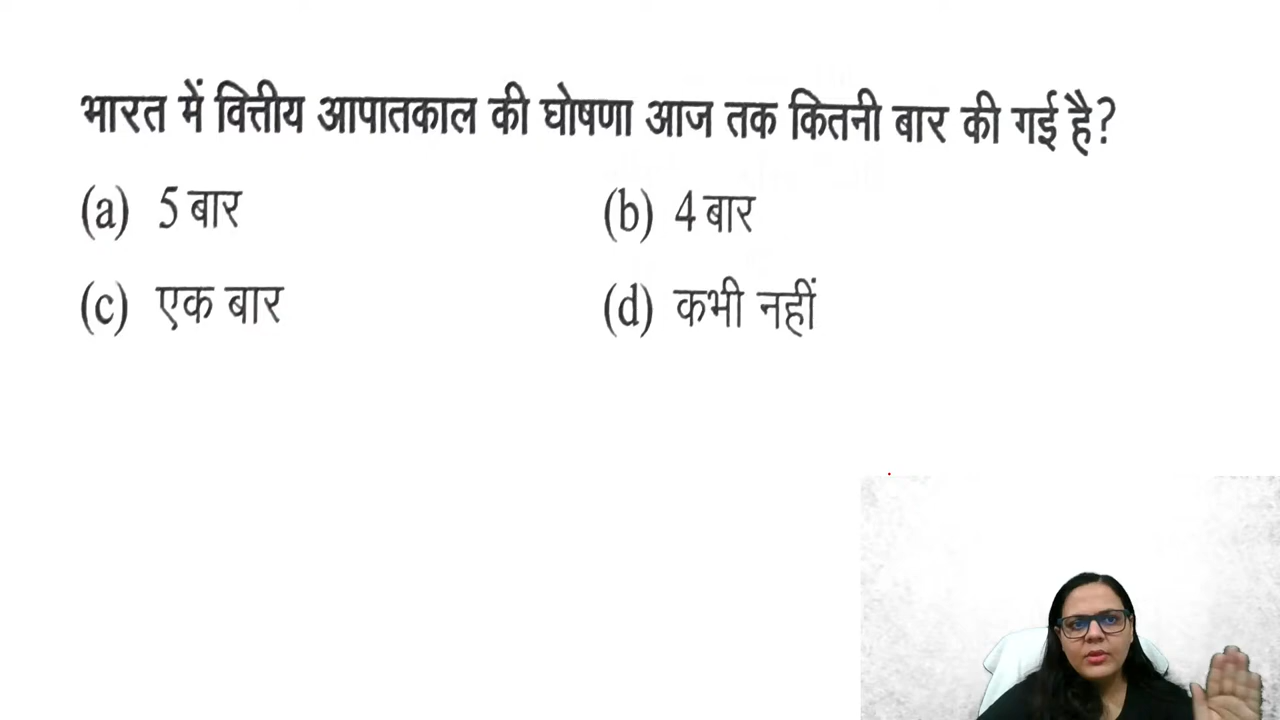 भारत में वित्तीय आपातकाल की घोषणा आज तक कितनी बार की गई है?
(a) 5 बार (b) 4 बार
(c) एक बार (d) कभी नहीं